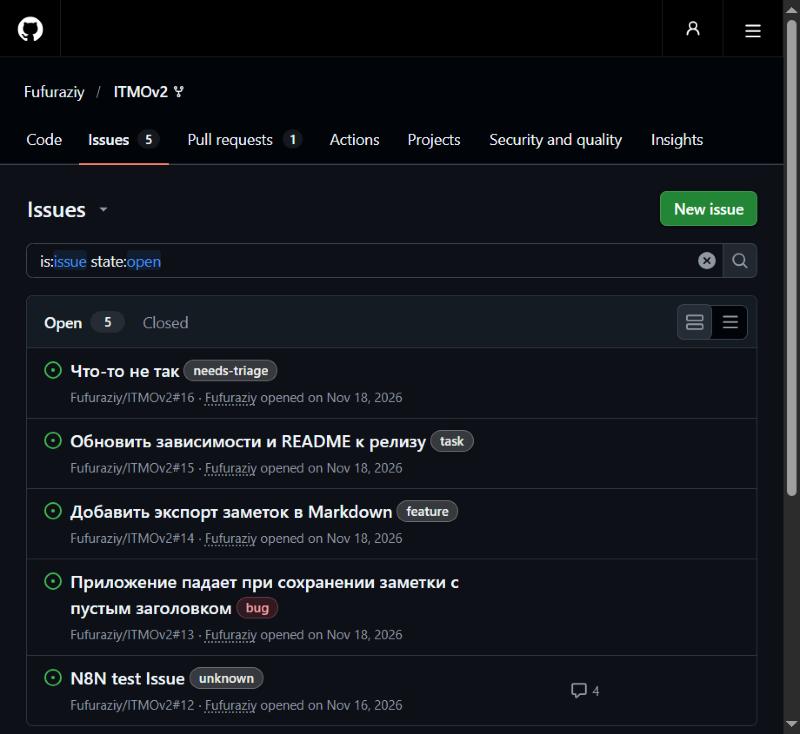 Fufuraziy / ITMOv2
Code Issues 5 Pull requests 1 Actions Projects Security and quality Insights
Issues
New issue
is:issue state:open
Open 5 Closed
Что-то не так needs-triage
Fufuraziy/ITMOv2#16 · Fufuraziy opened on Nov 18, 2026
Обновить зависимости и README к релизу task
Fufuraziy/ITMOv2#15 · Fufuraziy opened on Nov 18, 2026
Добавить экспорт заметок в Markdown feature
Fufuraziy/ITMOv2#14 · Fufuraziy opened on Nov 18, 2026
Приложение падает при сохранении заметки с
пустым заголовком bug
Fufuraziy/ITMOv2#13 · Fufuraziy opened on Nov 18, 2026
N8N test Issue unknown
4
Fufuraziy/ITMOv2#12 · Fufuraziy opened on Nov 16, 2026